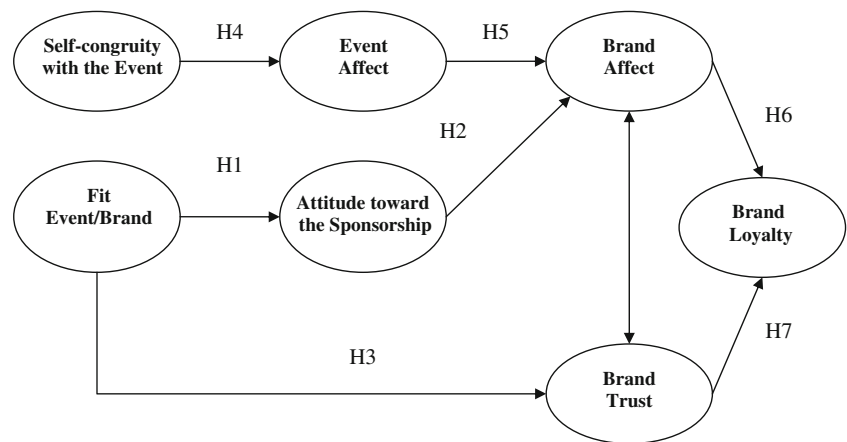 H4
H5
Self-congruity
with the Event
Event
Affect
Brand
Affect
H2
H6
H1
Fit
Event/Brand
Attitude toward
the Sponsorship
Brand
Loyalty
H3
H7
Brand
Trust